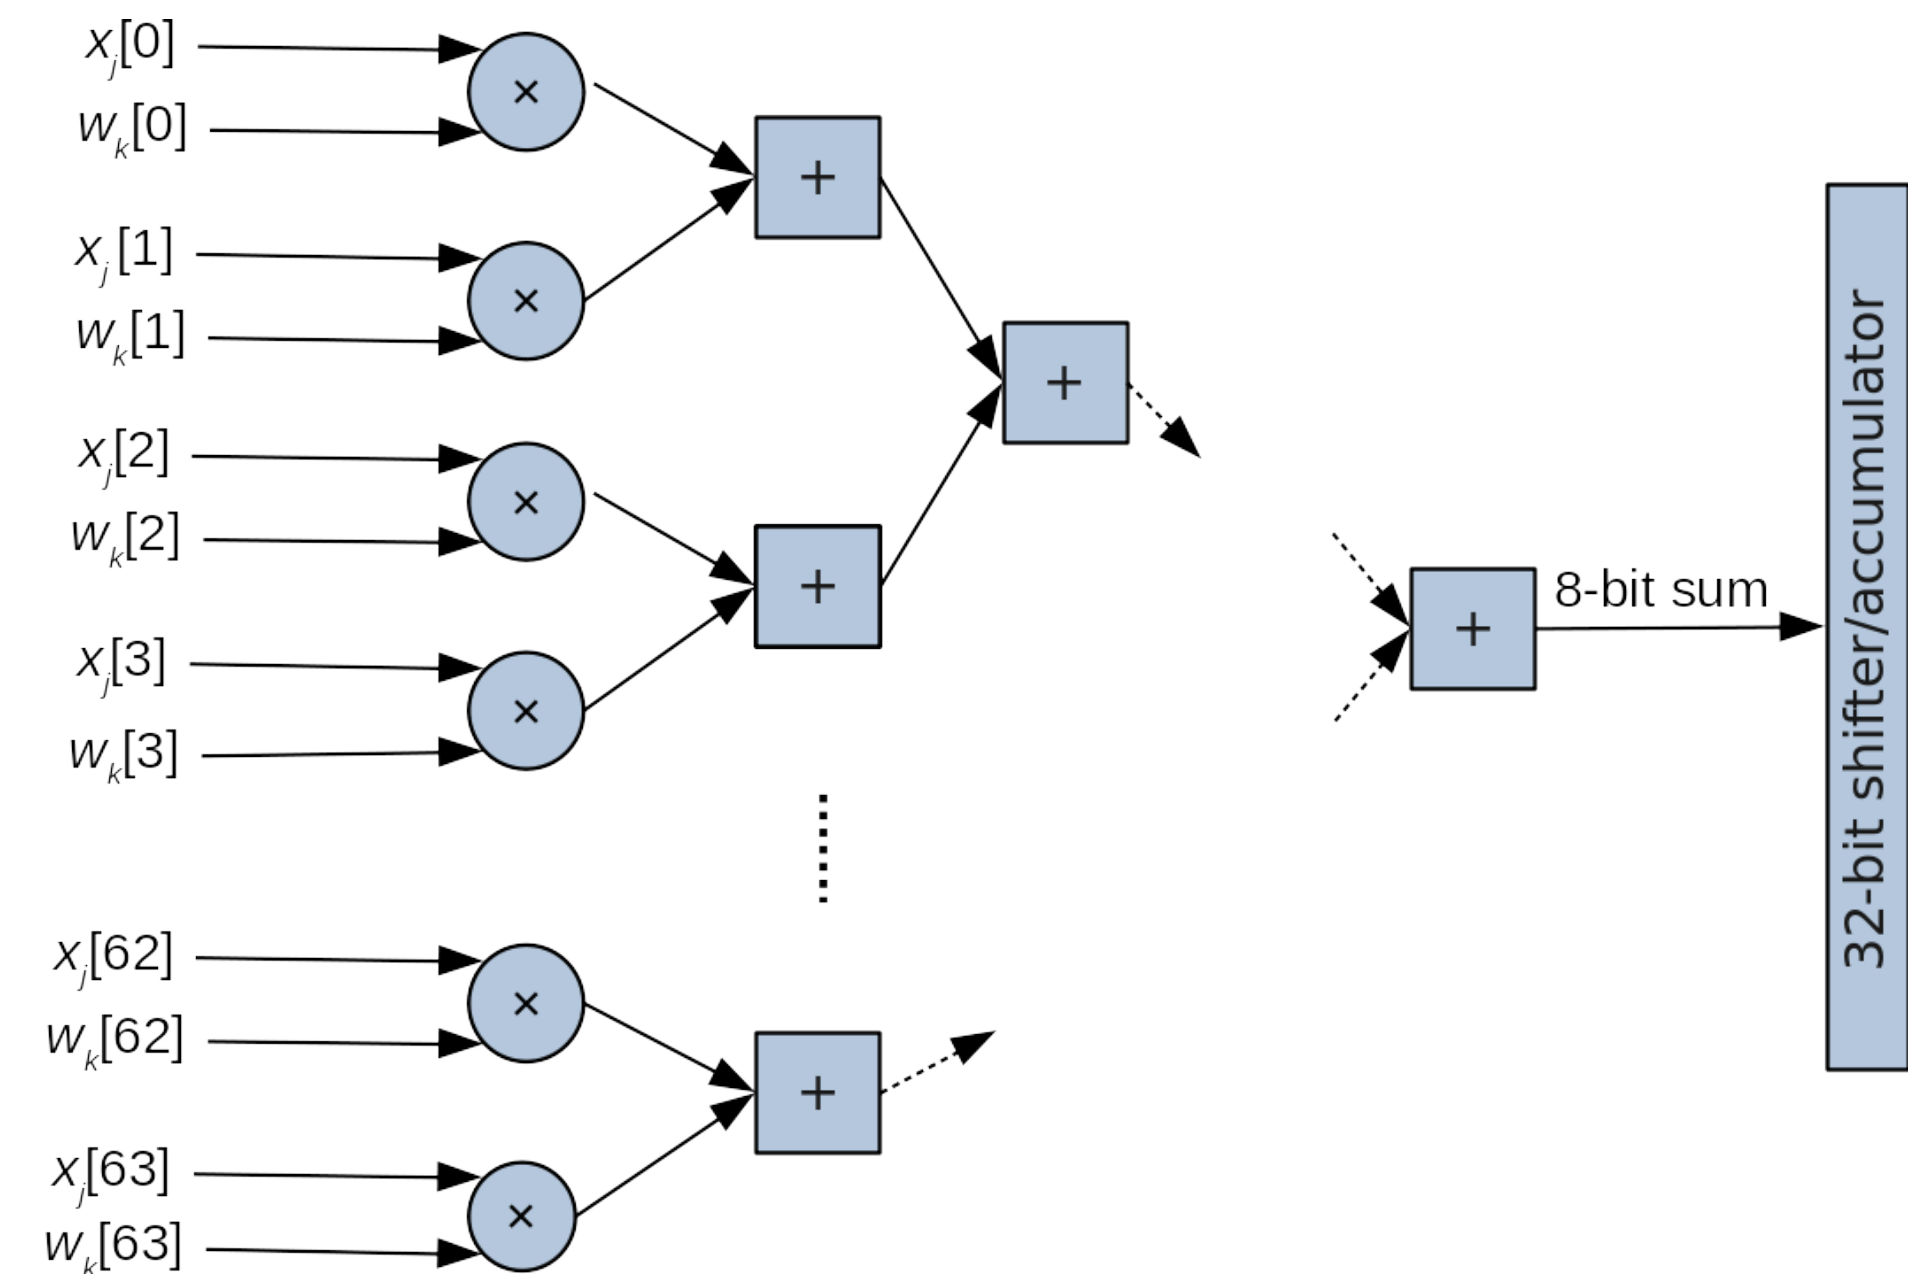 xj[0]
×
wk[0]
+
xj[1]
×
wk[1]
+
xj[2]
×
wk[2]
+
8-bit sum
+
xj[3]
×
wk[3]
32-bit shifter/accumulator
xj[62]
×
wk[62]
+
xj[63]
×
wk[63]